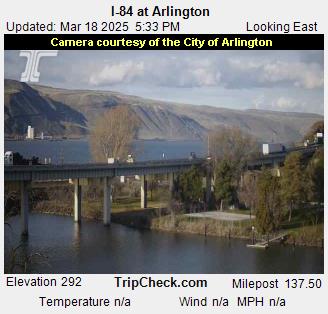 I-84 at Arlington
Updated: Mar 18 2025 5:33 PM Looking East
Camera courtesy of the City of Arlington
Elevation 292 TripCheck.com Milepost 137.50
Temperature n/a Wind n/a MPH n/a